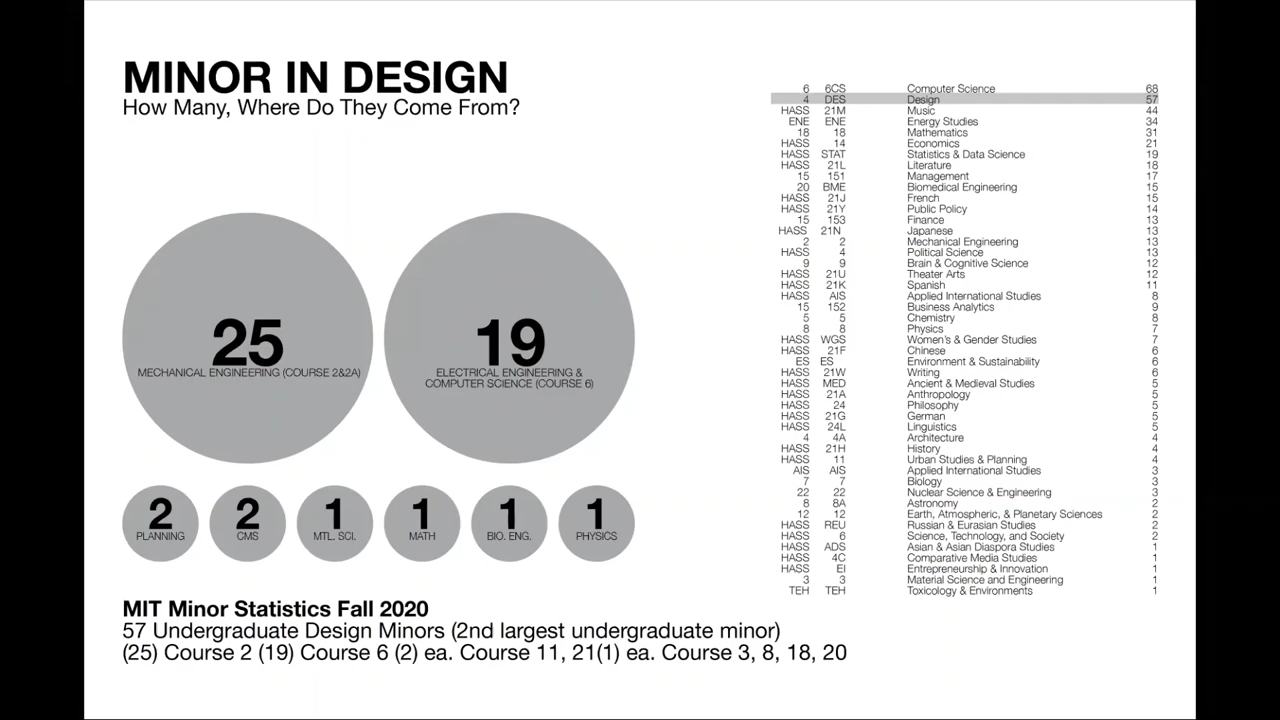 MINOR IN DESIGN
How Many, Where Do They Come From?
25
MECHANICAL ENGINEERING (COURSE 2&2A)
19
ELECTRICAL ENGINEERING &
COMPUTER SCIENCE (COURSE 6)
2
PLANNING
2
CMS
1
MTL. SCI.
1
MATH
1
BIO. ENG.
1
PHYSICS
MIT Minor Statistics Fall 2020
57 Undergraduate Design Minors (2nd largest undergraduate minor)
(25) Course 2 (19) Course 6 (2) ea. Course 11, 21(1) ea. Course 3, 8, 18, 20
6 6CS Computer Science 68
4 DES Design 57
HASS 21M Music 44
ENE ENE Energy Studies 34
18 18 Mathematics 31
HASS 14 Economics 21
HASS STAT Statistics & Data Science 19
HASS 21L Literature 18
15 151 Management 17
20 BME Biomedical Engineering 15
HASS 21J French 15
HASS 21Y Public Policy 14
15 153 Finance 13
HASS 21N Japanese 13
2 2 Mechanical Engineering 13
HASS 4 Political Science 13
9 9 Brain & Cognitive Science 12
HASS 21U Theater Arts 12
HASS 21K Spanish 11
HASS AIS Applied International Studies 8
15 152 Business Analytics 9
5 5 Chemistry 8
8 8 Physics 7
HASS WGS Women's & Gender Studies 7
HASS 21F Chinese 6
ES ES Environment & Sustainability 6
HASS 21W Writing 6
HASS MED Ancient & Medieval Studies 5
HASS 21A Anthropology 5
HASS 24 Philosophy 5
HASS 21G German 5
HASS 24L Linguistics 5
4 4A Architecture 4
HASS 21H History 4
HASS 11 Urban Studies & Planning 4
AIS AIS Applied International Studies 3
7 7 Biology 3
22 22 Nuclear Science & Engineering 3
8 8A Astronomy 2
12 12 Earth, Atmospheric, & Planetary Sciences 2
HASS REU Russian & Eurasian Studies 2
HASS 6 Science, Technology, and Society 2
HASS ADS Asian & Asian Diaspora Studies 1
HASS 4C Comparative Media Studies 1
HASS EI Entrepreneurship & Innovation 1
3 3 Material Science and Engineering 1
TEH TEH Toxicology & Environments 1